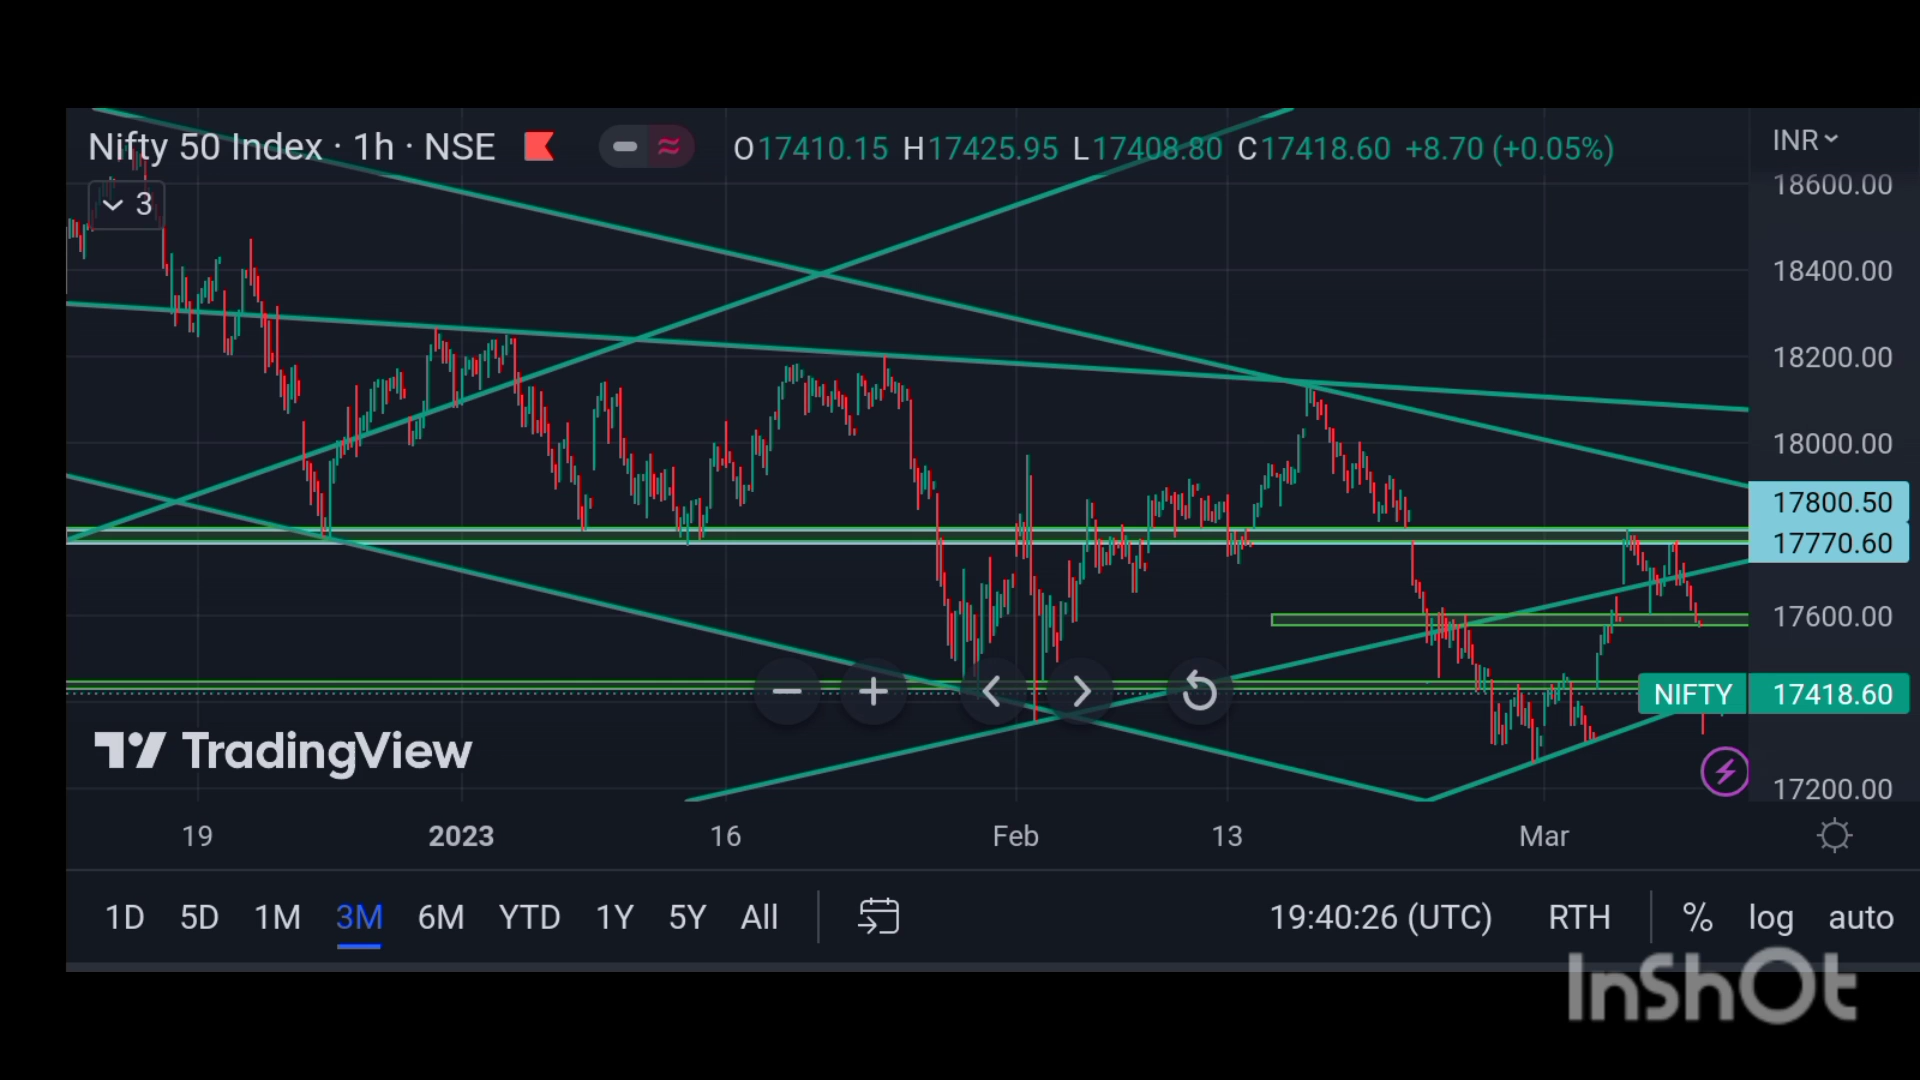 Nifty 50 Index · 1h · NSE O17410.15 H17425.95 L17408.80 C17418.60 +8.70 (+0.05%) INR
3
18600.00
18400.00
18200.00
18000.00
17800.50
17770.60
17600.00
NIFTY 17418.60
TradingView
17200.00
19 2023 16 Feb 13 Mar
1D 5D 1M 3M 6M YTD 1Y 5Y All 19:40:26 (UTC) RTH % log auto
InShOt